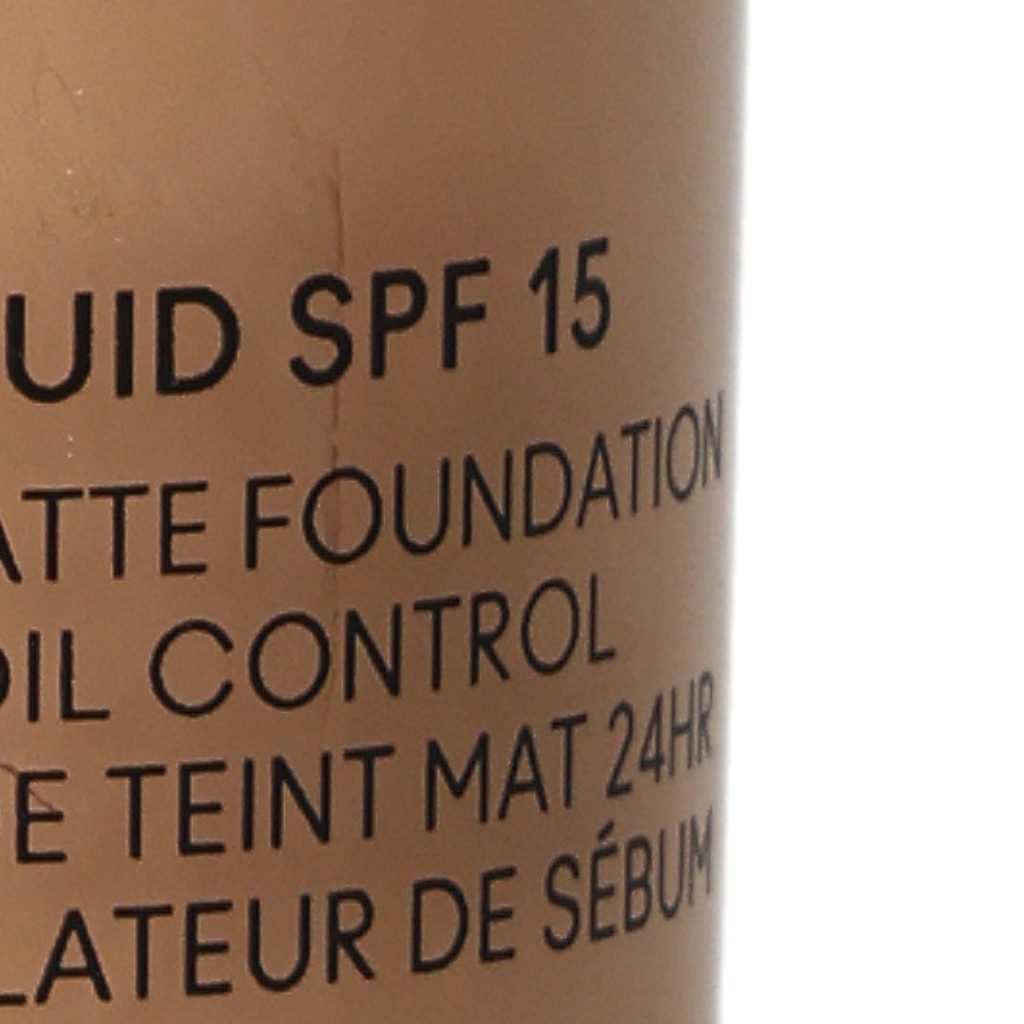 UID SPF 15
ATTE FOUNDATION
OIL CONTROL
E TEINT MAT 24HR
LATEUR DE SÉBUM